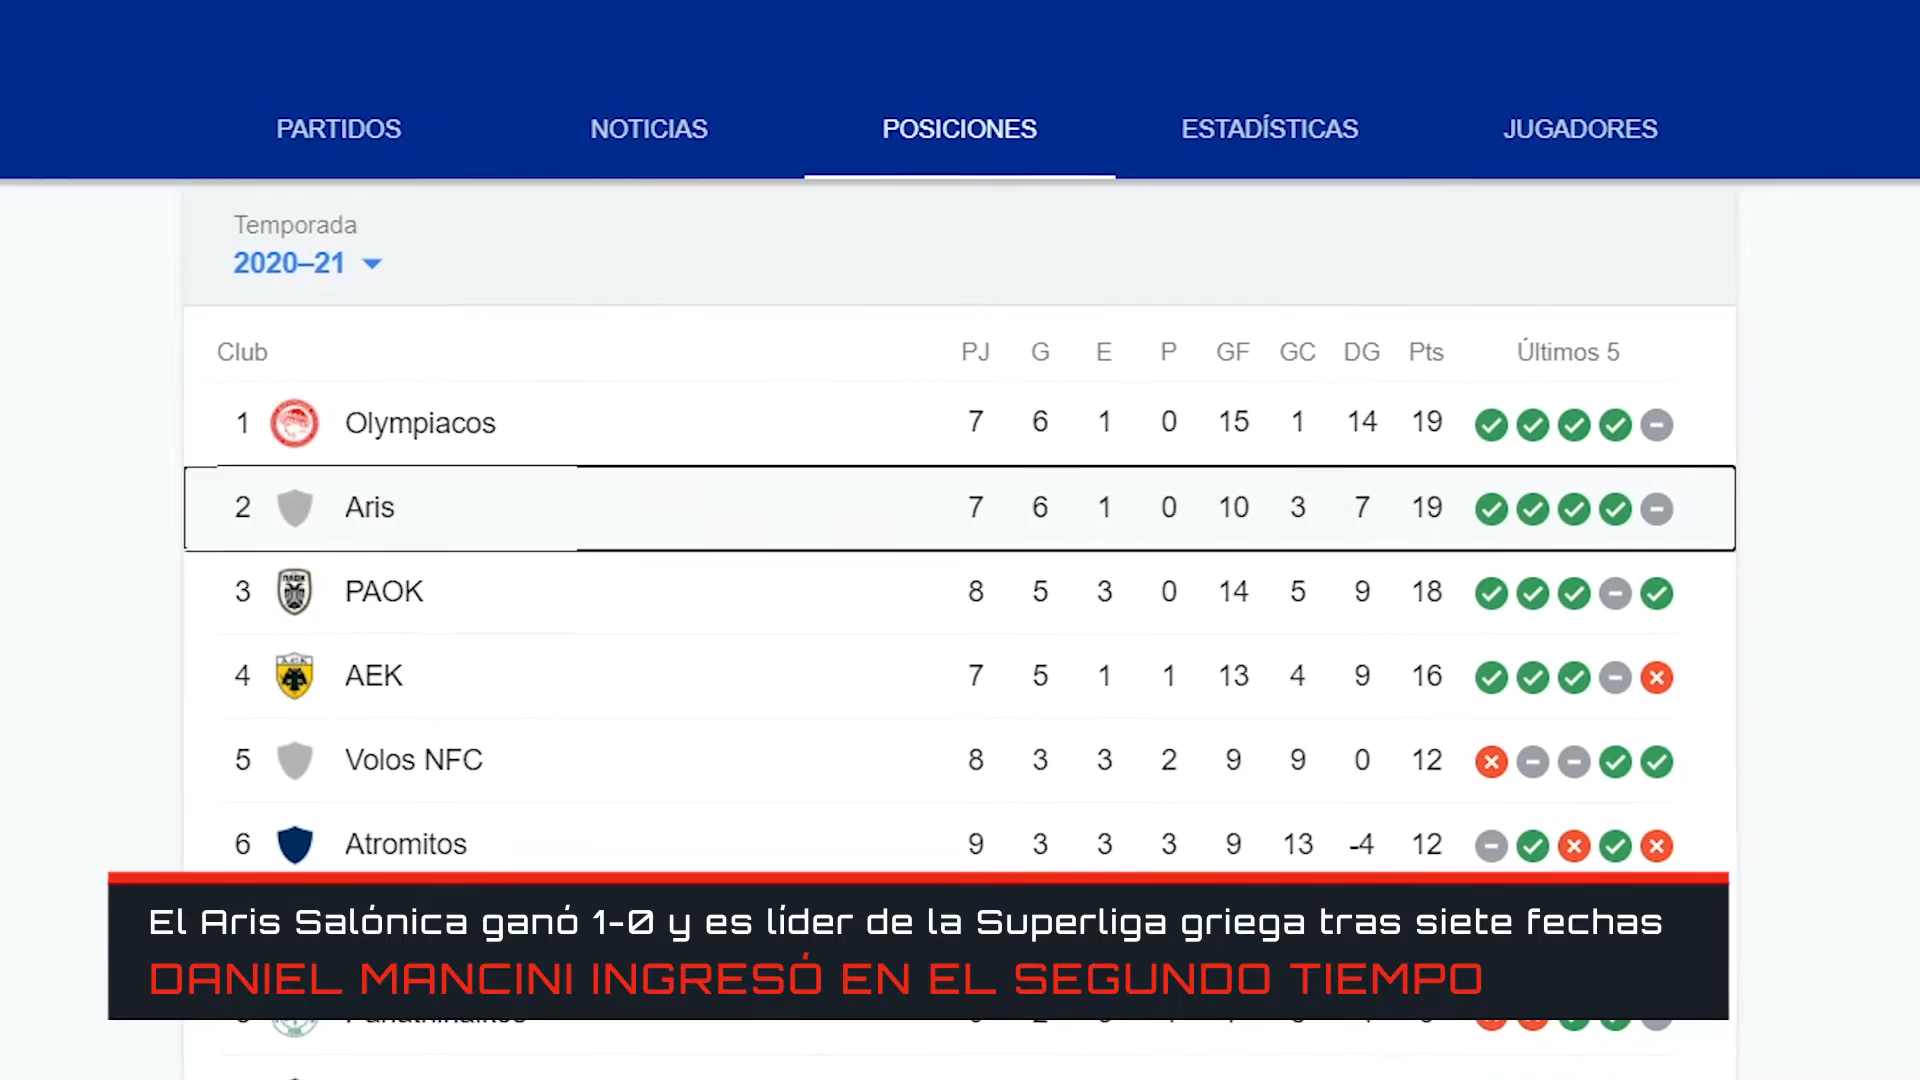 PARTIDOS NOTICIAS POSICIONES ESTADÍSTICAS JUGADORES
Temporada
2020–21
Club PJ G E P GF GC DG Pts Últimos 5
1 Olympiacos 7 6 1 0 15 1 14 19
2 Aris 7 6 1 0 10 3 7 19
3 PAOK 8 5 3 0 14 5 9 18
4 AEK 7 5 1 1 13 4 9 16
5 Volos NFC 8 3 3 2 9 9 0 12
6 Atromitos 9 3 3 3 9 13 -4 12
El Aris Salónica ganó 1-0 y es líder de la Superliga griega tras siete fechas
DANIEL MANCINI INGRESÓ EN EL SEGUNDO TIEMPO